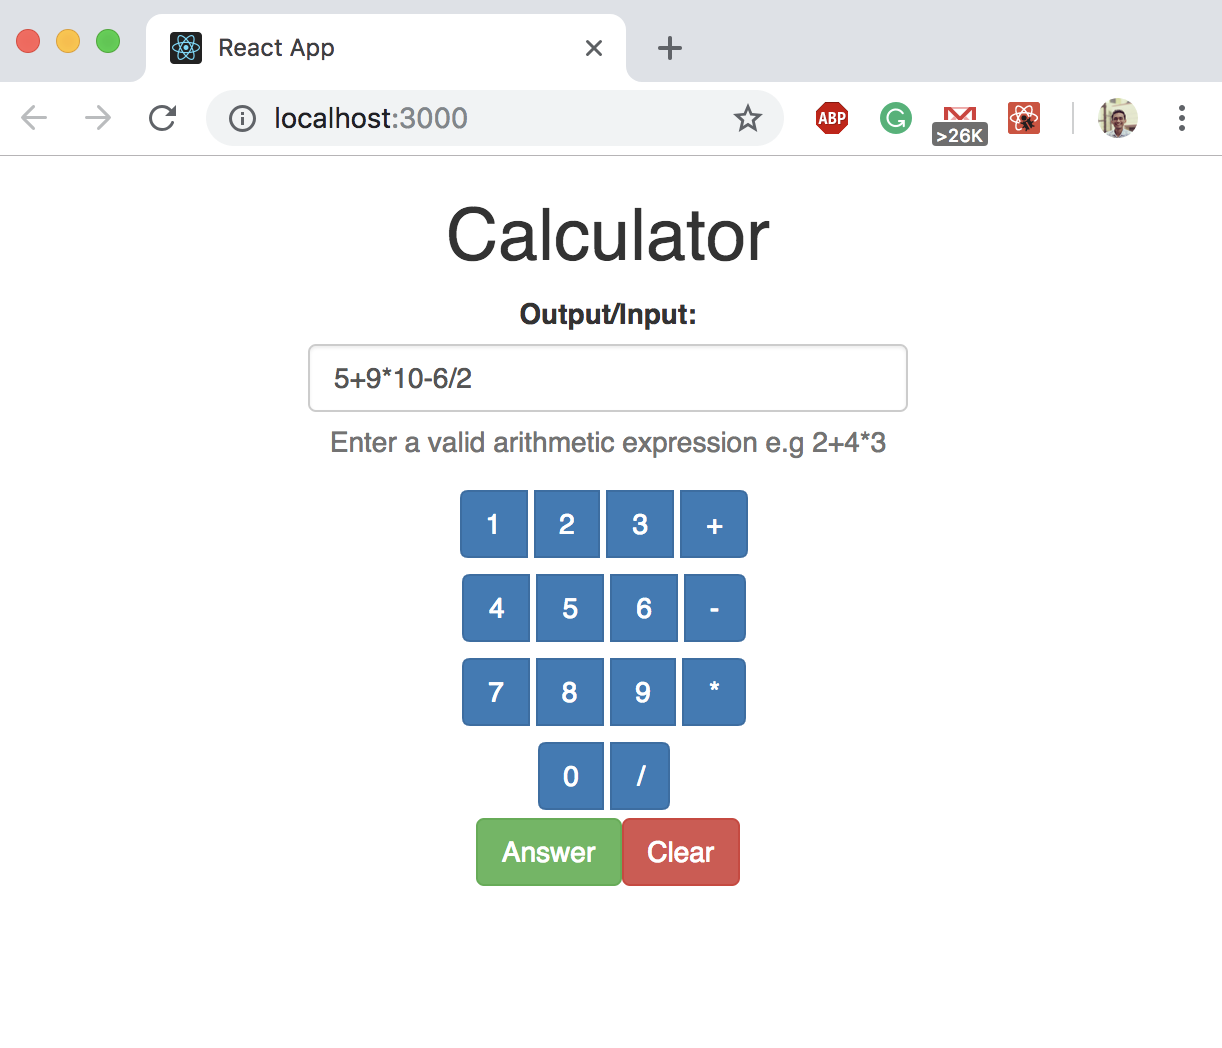 React App
localhost:3000
ABP
>26K
Calculator
Output/Input:
5+9*10-6/2
Enter a valid arithmetic expression e.g 2+4*3
1 2 3 +
4 5 6 -
7 8 9 *
0 /
Answer Clear